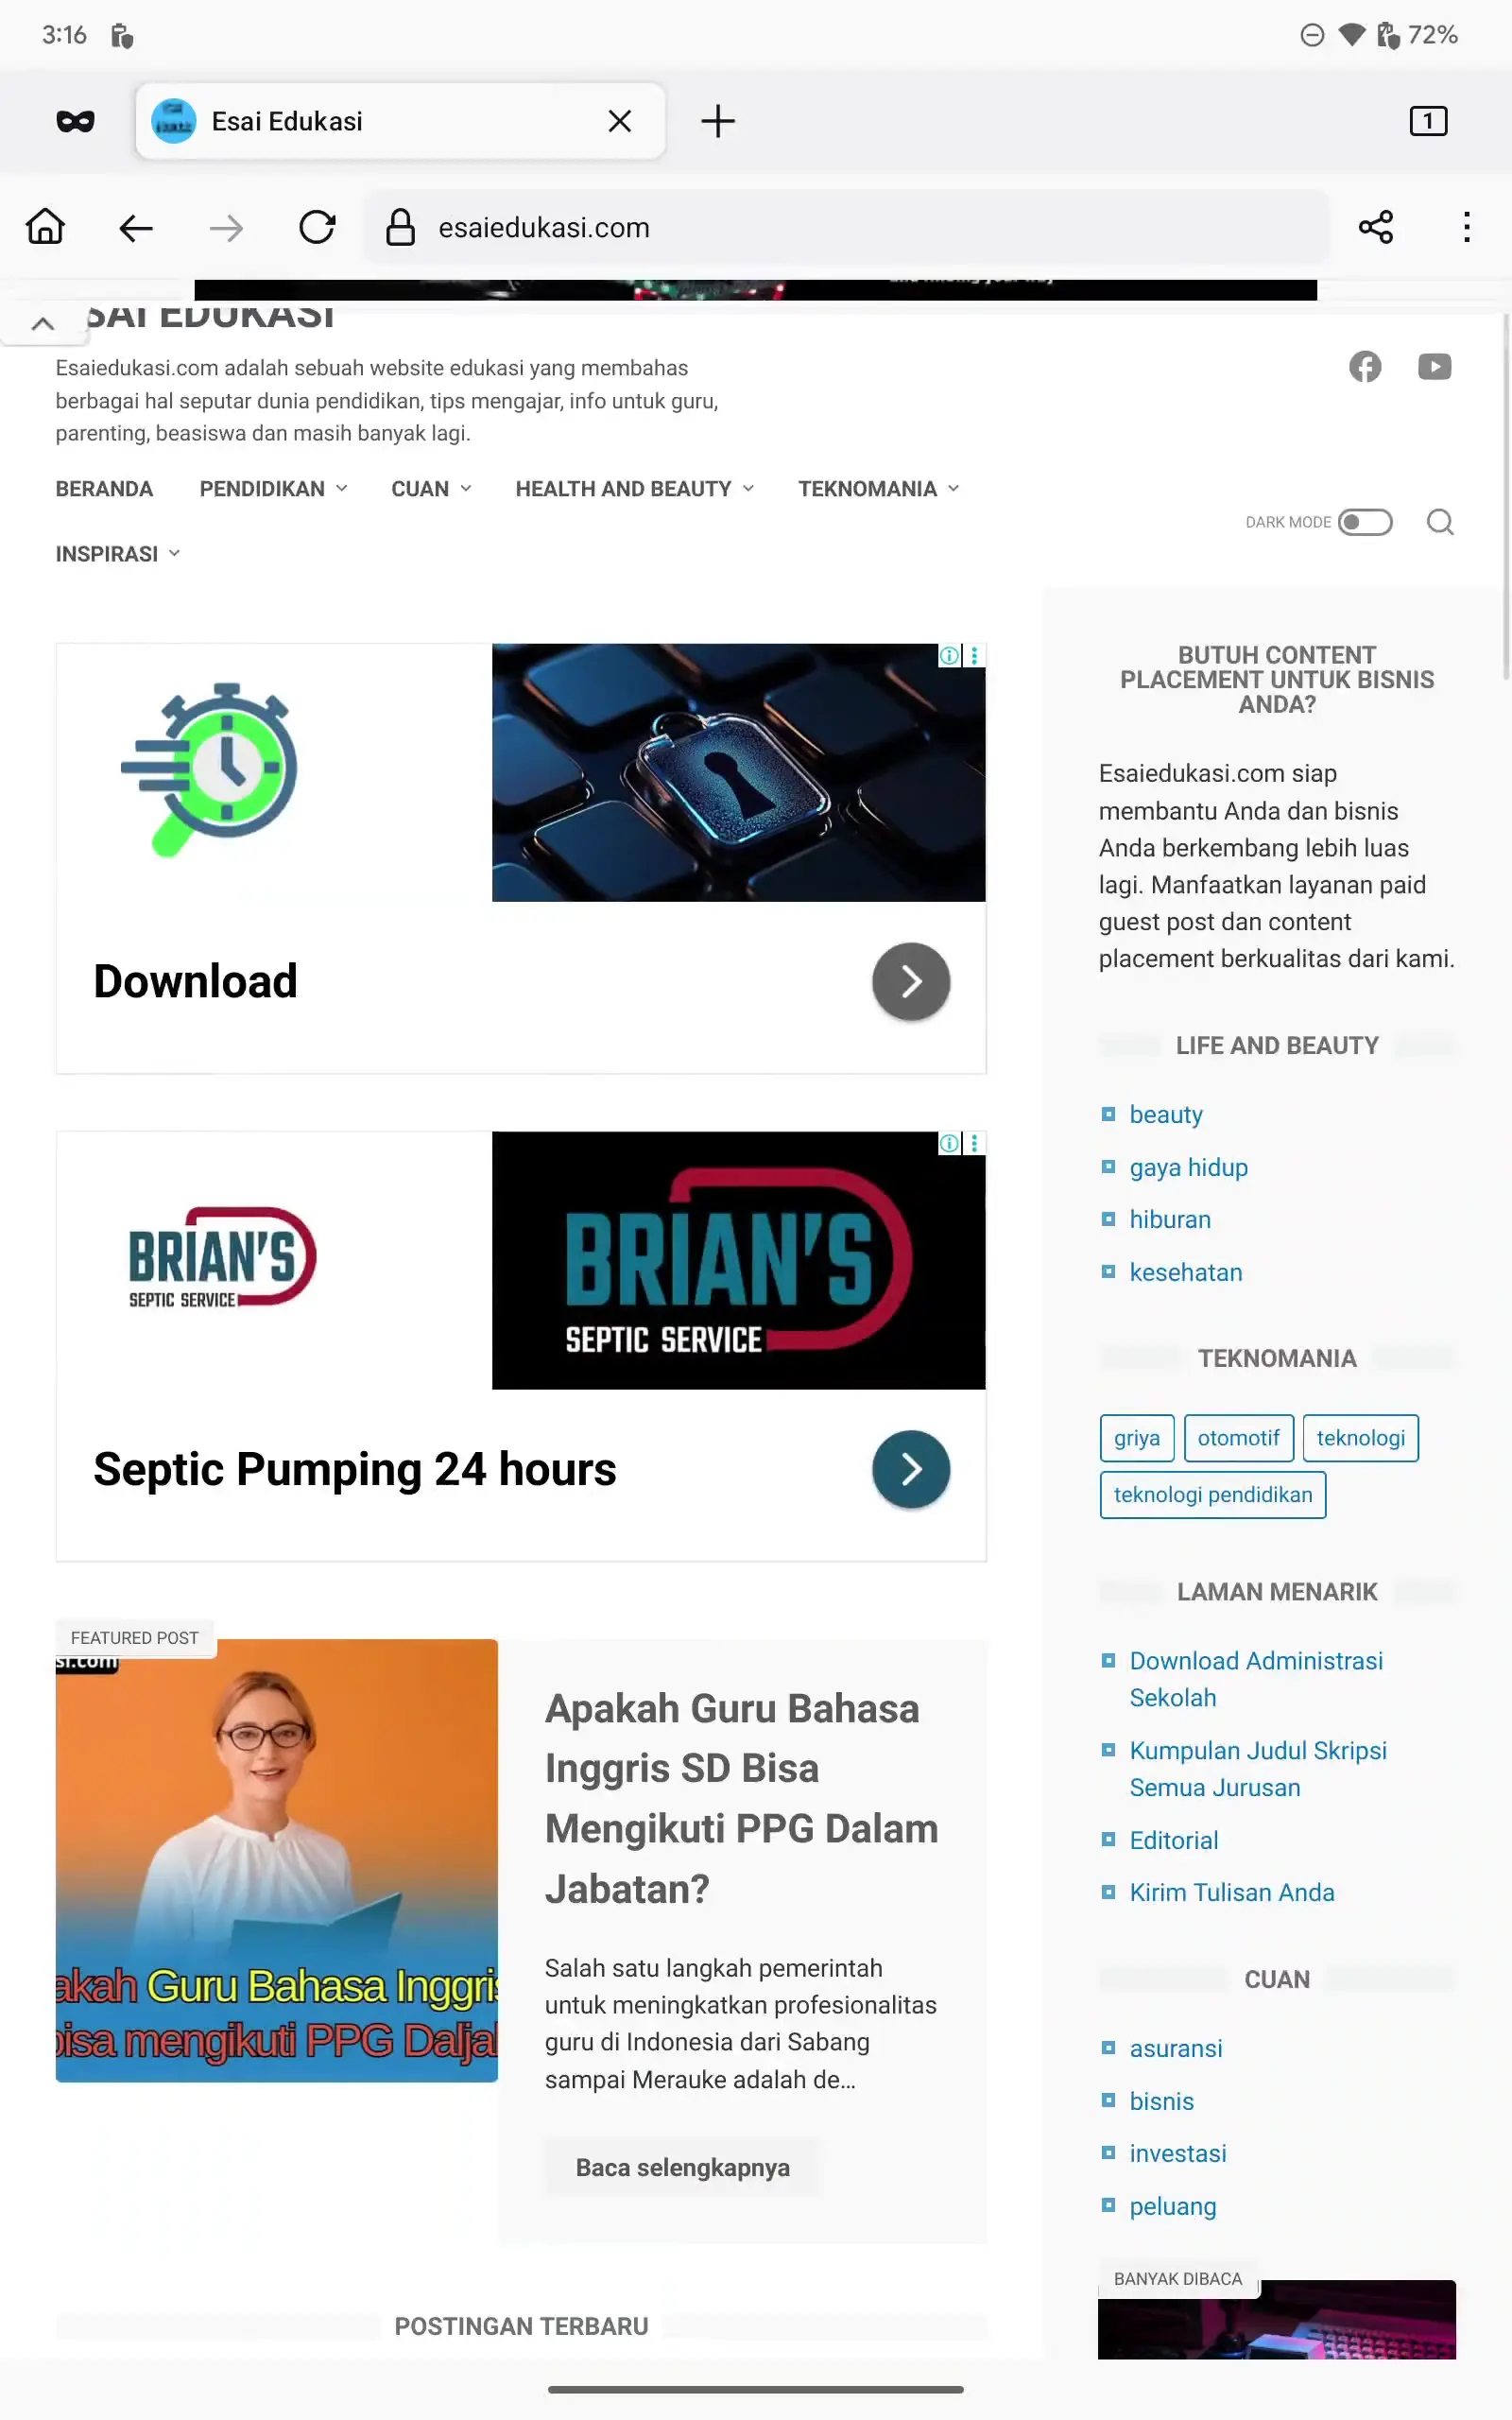 3:16
72%
Esai Edukasi
1
esaiedukasi.com
ESAI EDUKASI
Esaiedukasi.com adalah sebuah website edukasi yang membahas
berbagai hal seputar dunia pendidikan, tips mengajar, info untuk guru,
parenting, beasiswa dan masih banyak lagi.
BERANDA PENDIDIKAN CUAN HEALTH AND BEAUTY TEKNOMANIA
INSPIRASI
DARK MODE
Download
BRIAN'S
SEPTIC SERVICE
BRIAN'S
SEPTIC SERVICE
Septic Pumping 24 hours
FEATURED POST
si.com
akah Guru Bahasa Inggris
bisa mengikuti PPG Daljal
Apakah Guru Bahasa
Inggris SD Bisa
Mengikuti PPG Dalam
Jabatan?
Salah satu langkah pemerintah
untuk meningkatkan profesionalitas
guru di Indonesia dari Sabang
sampai Merauke adalah de…
Baca selengkapnya
POSTINGAN TERBARU
BUTUH CONTENT
PLACEMENT UNTUK BISNIS
ANDA?
Esaiedukasi.com siap
membantu Anda dan bisnis
Anda berkembang lebih luas
lagi. Manfaatkan layanan paid
guest post dan content
placement berkualitas dari kami.
LIFE AND BEAUTY
beauty
gaya hidup
hiburan
kesehatan
TEKNOMANIA
griya otomotif teknologi
teknologi pendidikan
LAMAN MENARIK
Download Administrasi
Sekolah
Kumpulan Judul Skripsi
Semua Jurusan
Editorial
Kirim Tulisan Anda
CUAN
asuransi
bisnis
investasi
peluang
BANYAK DIBACA